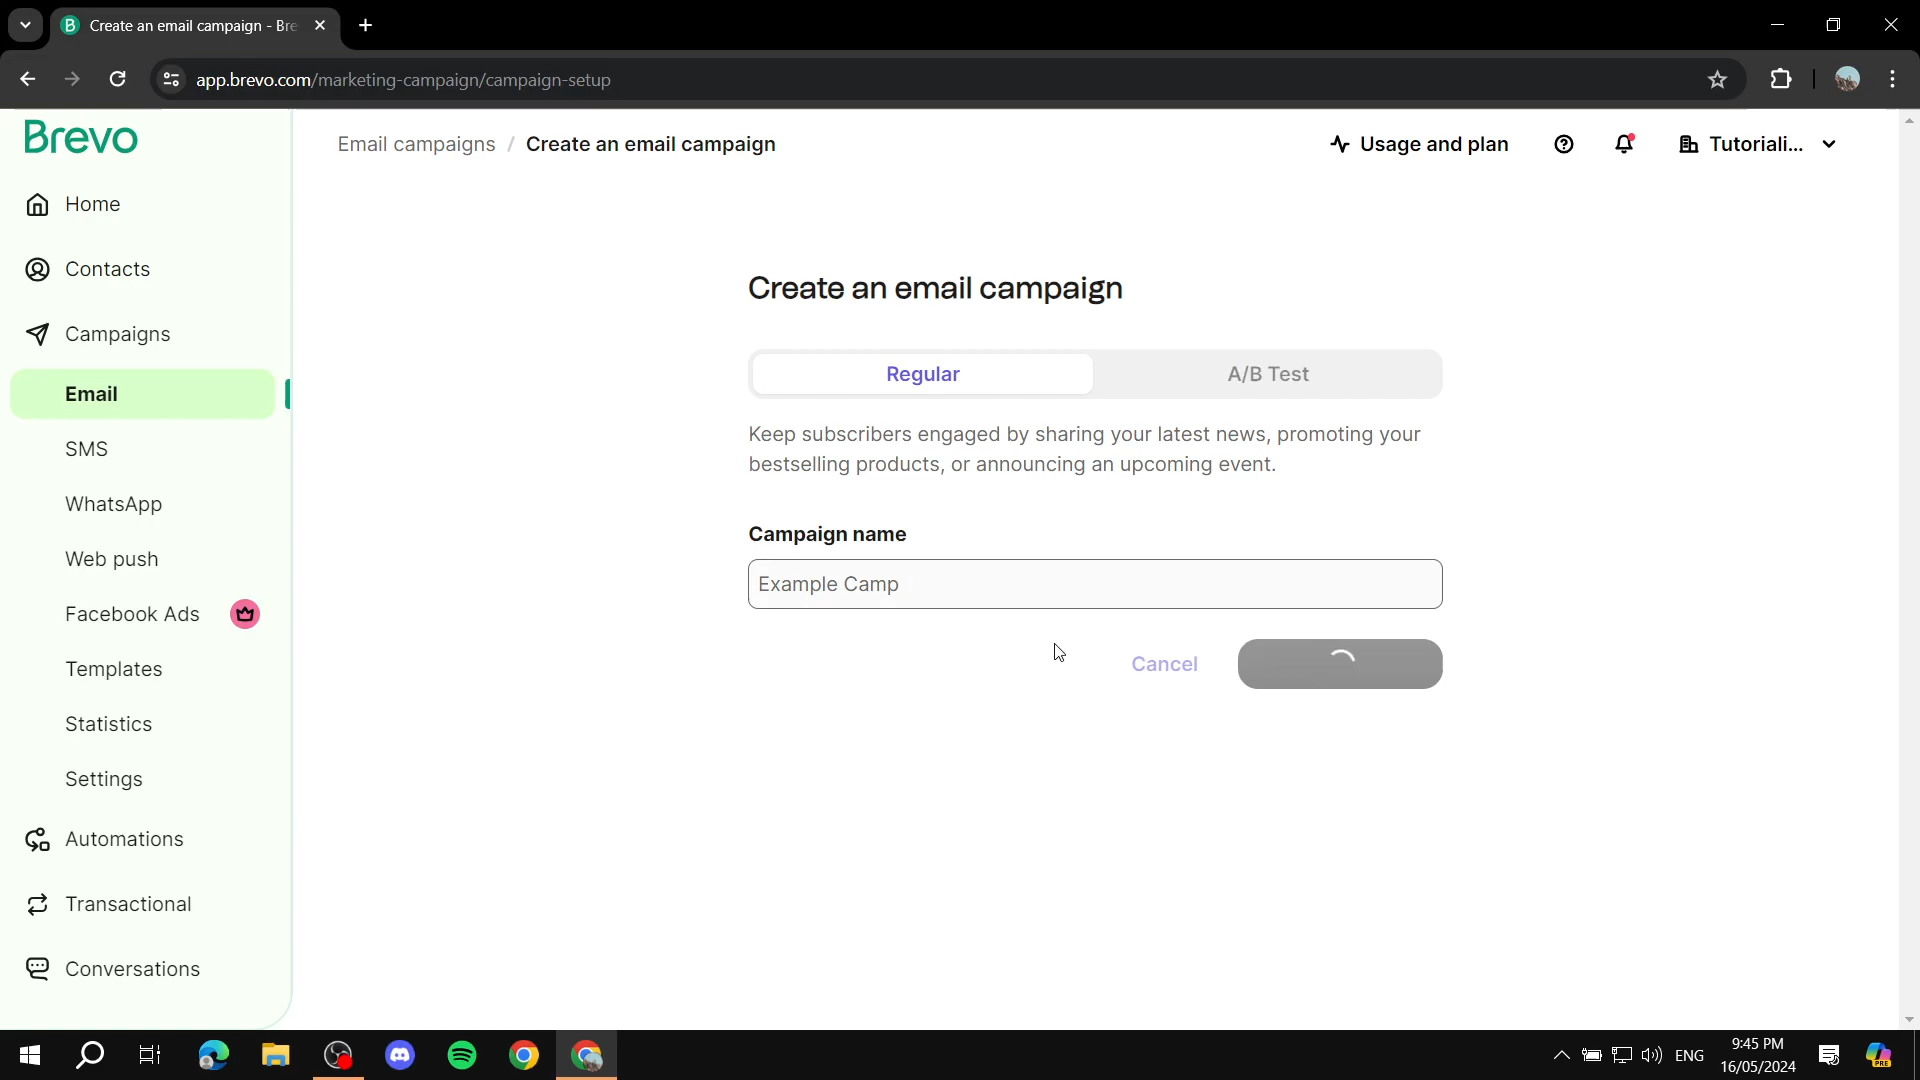 Create an email campaign - Bre
app.brevo.com/marketing-campaign/campaign-setup
Brevo
Home
Contacts
Campaigns
Email
SMS
WhatsApp
Web push
Facebook Ads
Templates
Statistics
Settings
Automations
Transactional
Conversations
Email campaigns / Create an email campaign
Usage and plan
Tutoriali...
Create an email campaign
Regular
A/B Test
Keep subscribers engaged by sharing your latest news, promoting your
bestselling products, or announcing an upcoming event.
Campaign name
Example Camp
Cancel
ENG
9:45 PM
16/05/2024
PRE